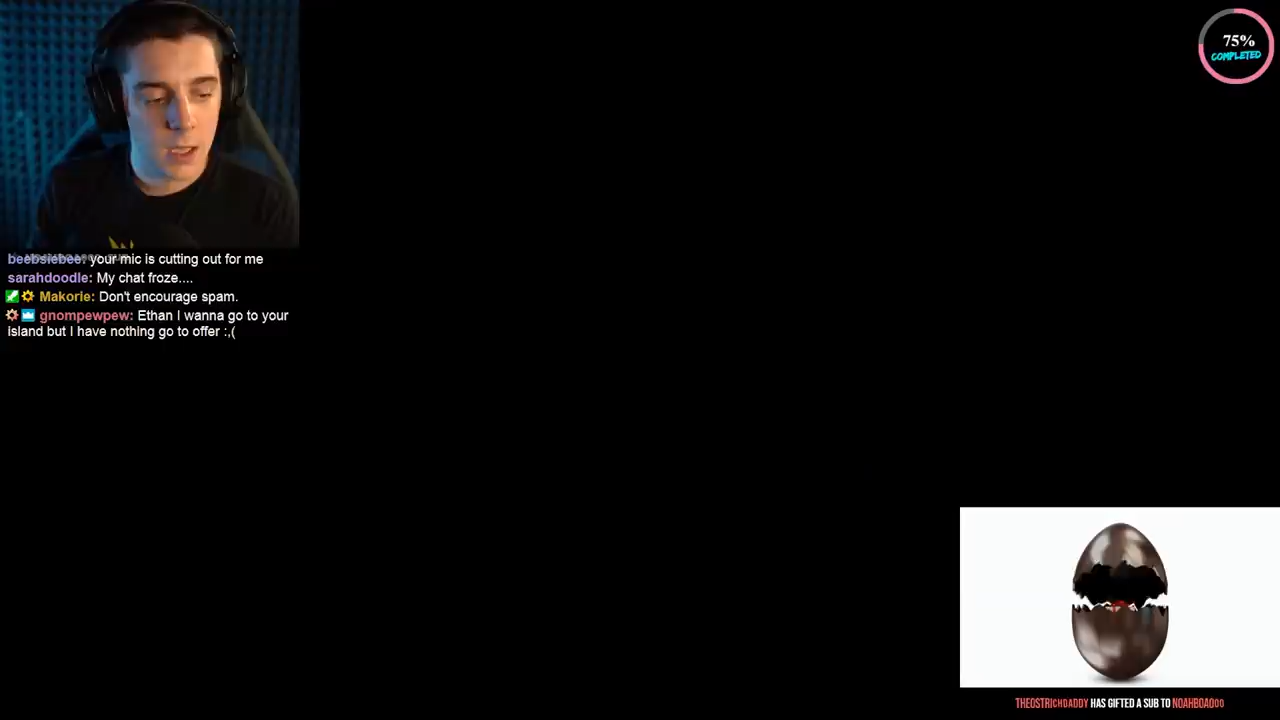 75%
COMPLETED
beebsiebee: your mic is cutting out for me
sarahdoodle: My chat froze....
Makorie: Don't encourage spam.
gnompewpew: Ethan I wanna go to your
island but I have nothing go to offer :,(
THEOSTRICHDADDY HAS GIFTED A SUB TO NOAHBOAOOO